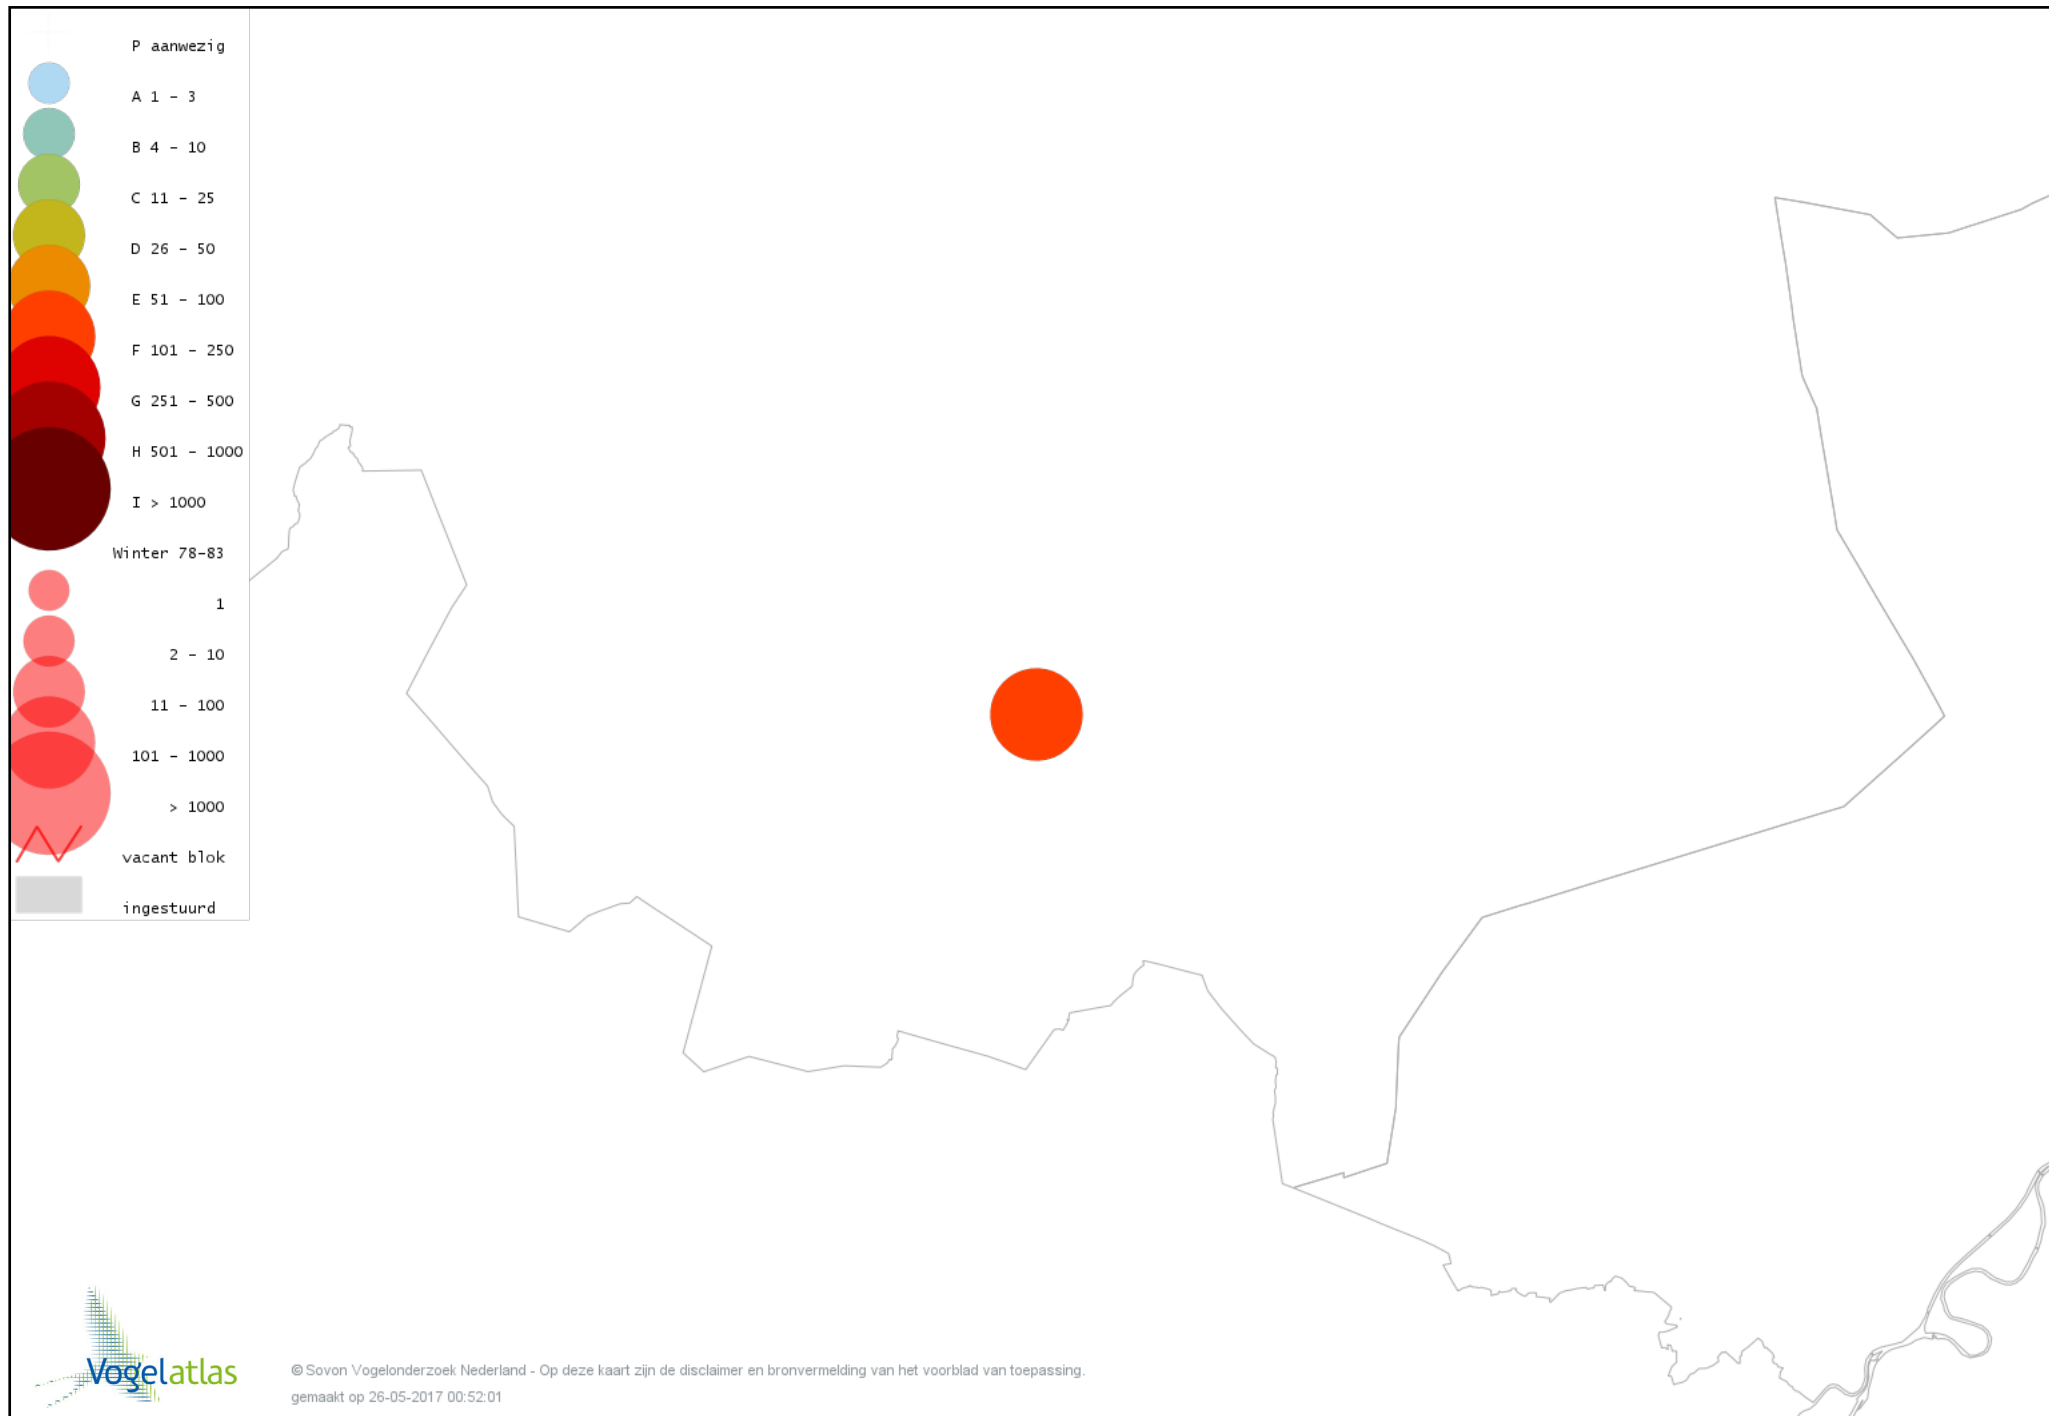 P aanwezig
A 1 - 3
B 4 - 10
C 11 - 25
D 26 - 50
E 51 - 100
F 101 - 250
G 251 - 500
H 501 - 1000
I > 1000
Winter 78-83
1
2 - 10
11 - 100
101 - 1000
> 1000
vacant blok
ingestuurd
Vogelatlas
© Sovon Vogelonderzoek Nederland - Op deze kaart zijn de disclaimer en bronvermelding van het voorblad van toepassing.
gemaakt op 26-05-2017 00:52:01